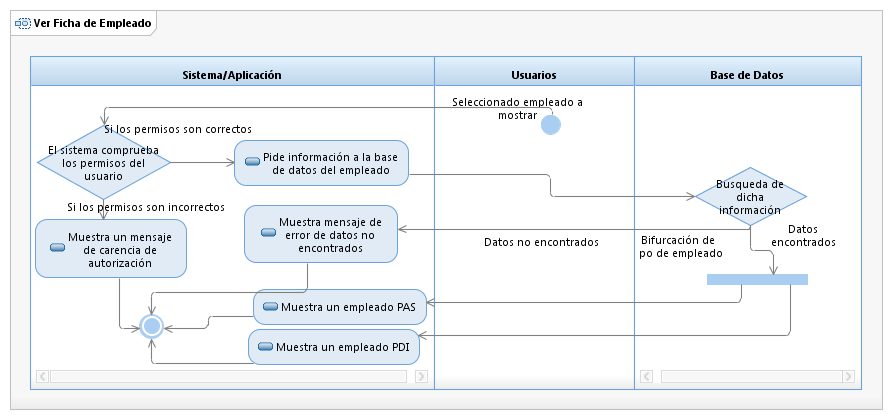 Ver Ficha de Empleado
Sistema/Aplicación
Usuarios
Base de Datos
Seleccionado empleado a
mostrar
Si los permisos son correctos
El sistema comprueba
los permisos del
usuario
Pide información a la base
de datos del empleado
Búsqueda de
dicha
información
Si los permisos son incorrectos
Muestra un mensaje
de carencia de
autorización
Muestra mensaje de
error de datos no
encontrados
Datos no encontrados
Bifurcación de
po de empleado
Datos
encontrados
Muestra un empleado PAS
Muestra un empleado PDI